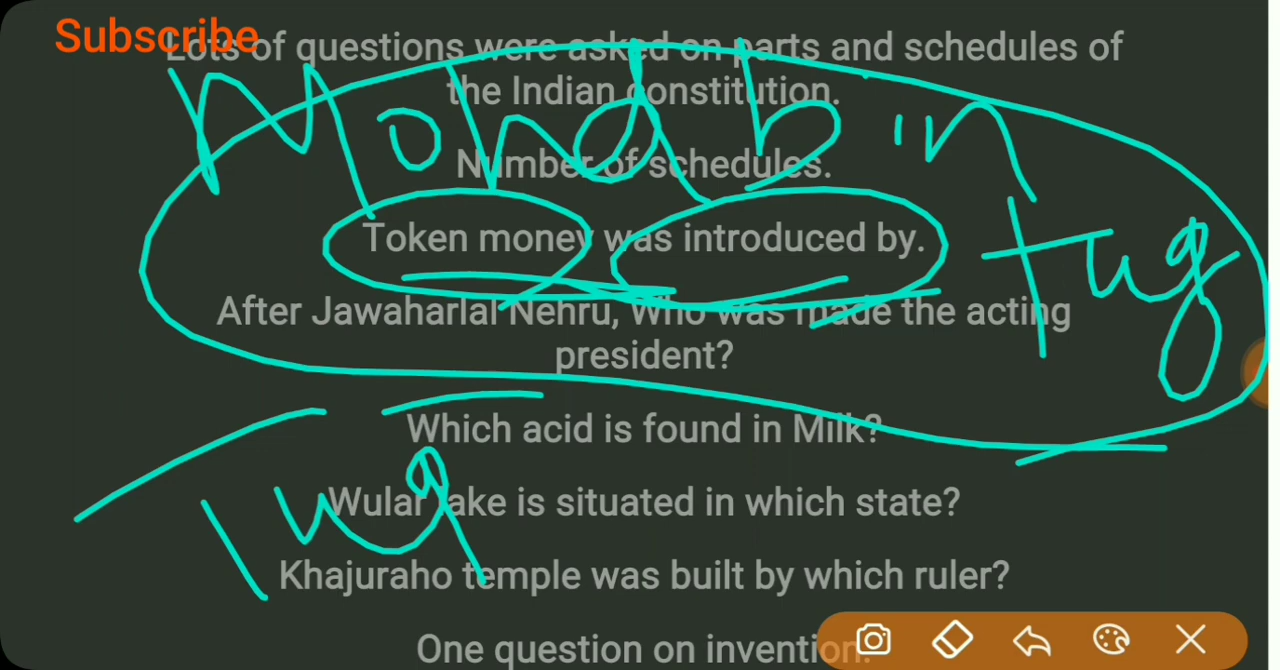 Subscribe
Lots of questions were asked on parts and schedules of
the Indian constitution.
Mohd bin
Number of schedules.
Token money was introduced by.
tug
After Jawaharlal Nehru, Who was made the acting
president?
Which acid is found in Milk?
Wular lake is situated in which state?
Tug
Khajuraho temple was built by which ruler?
One question on invention.